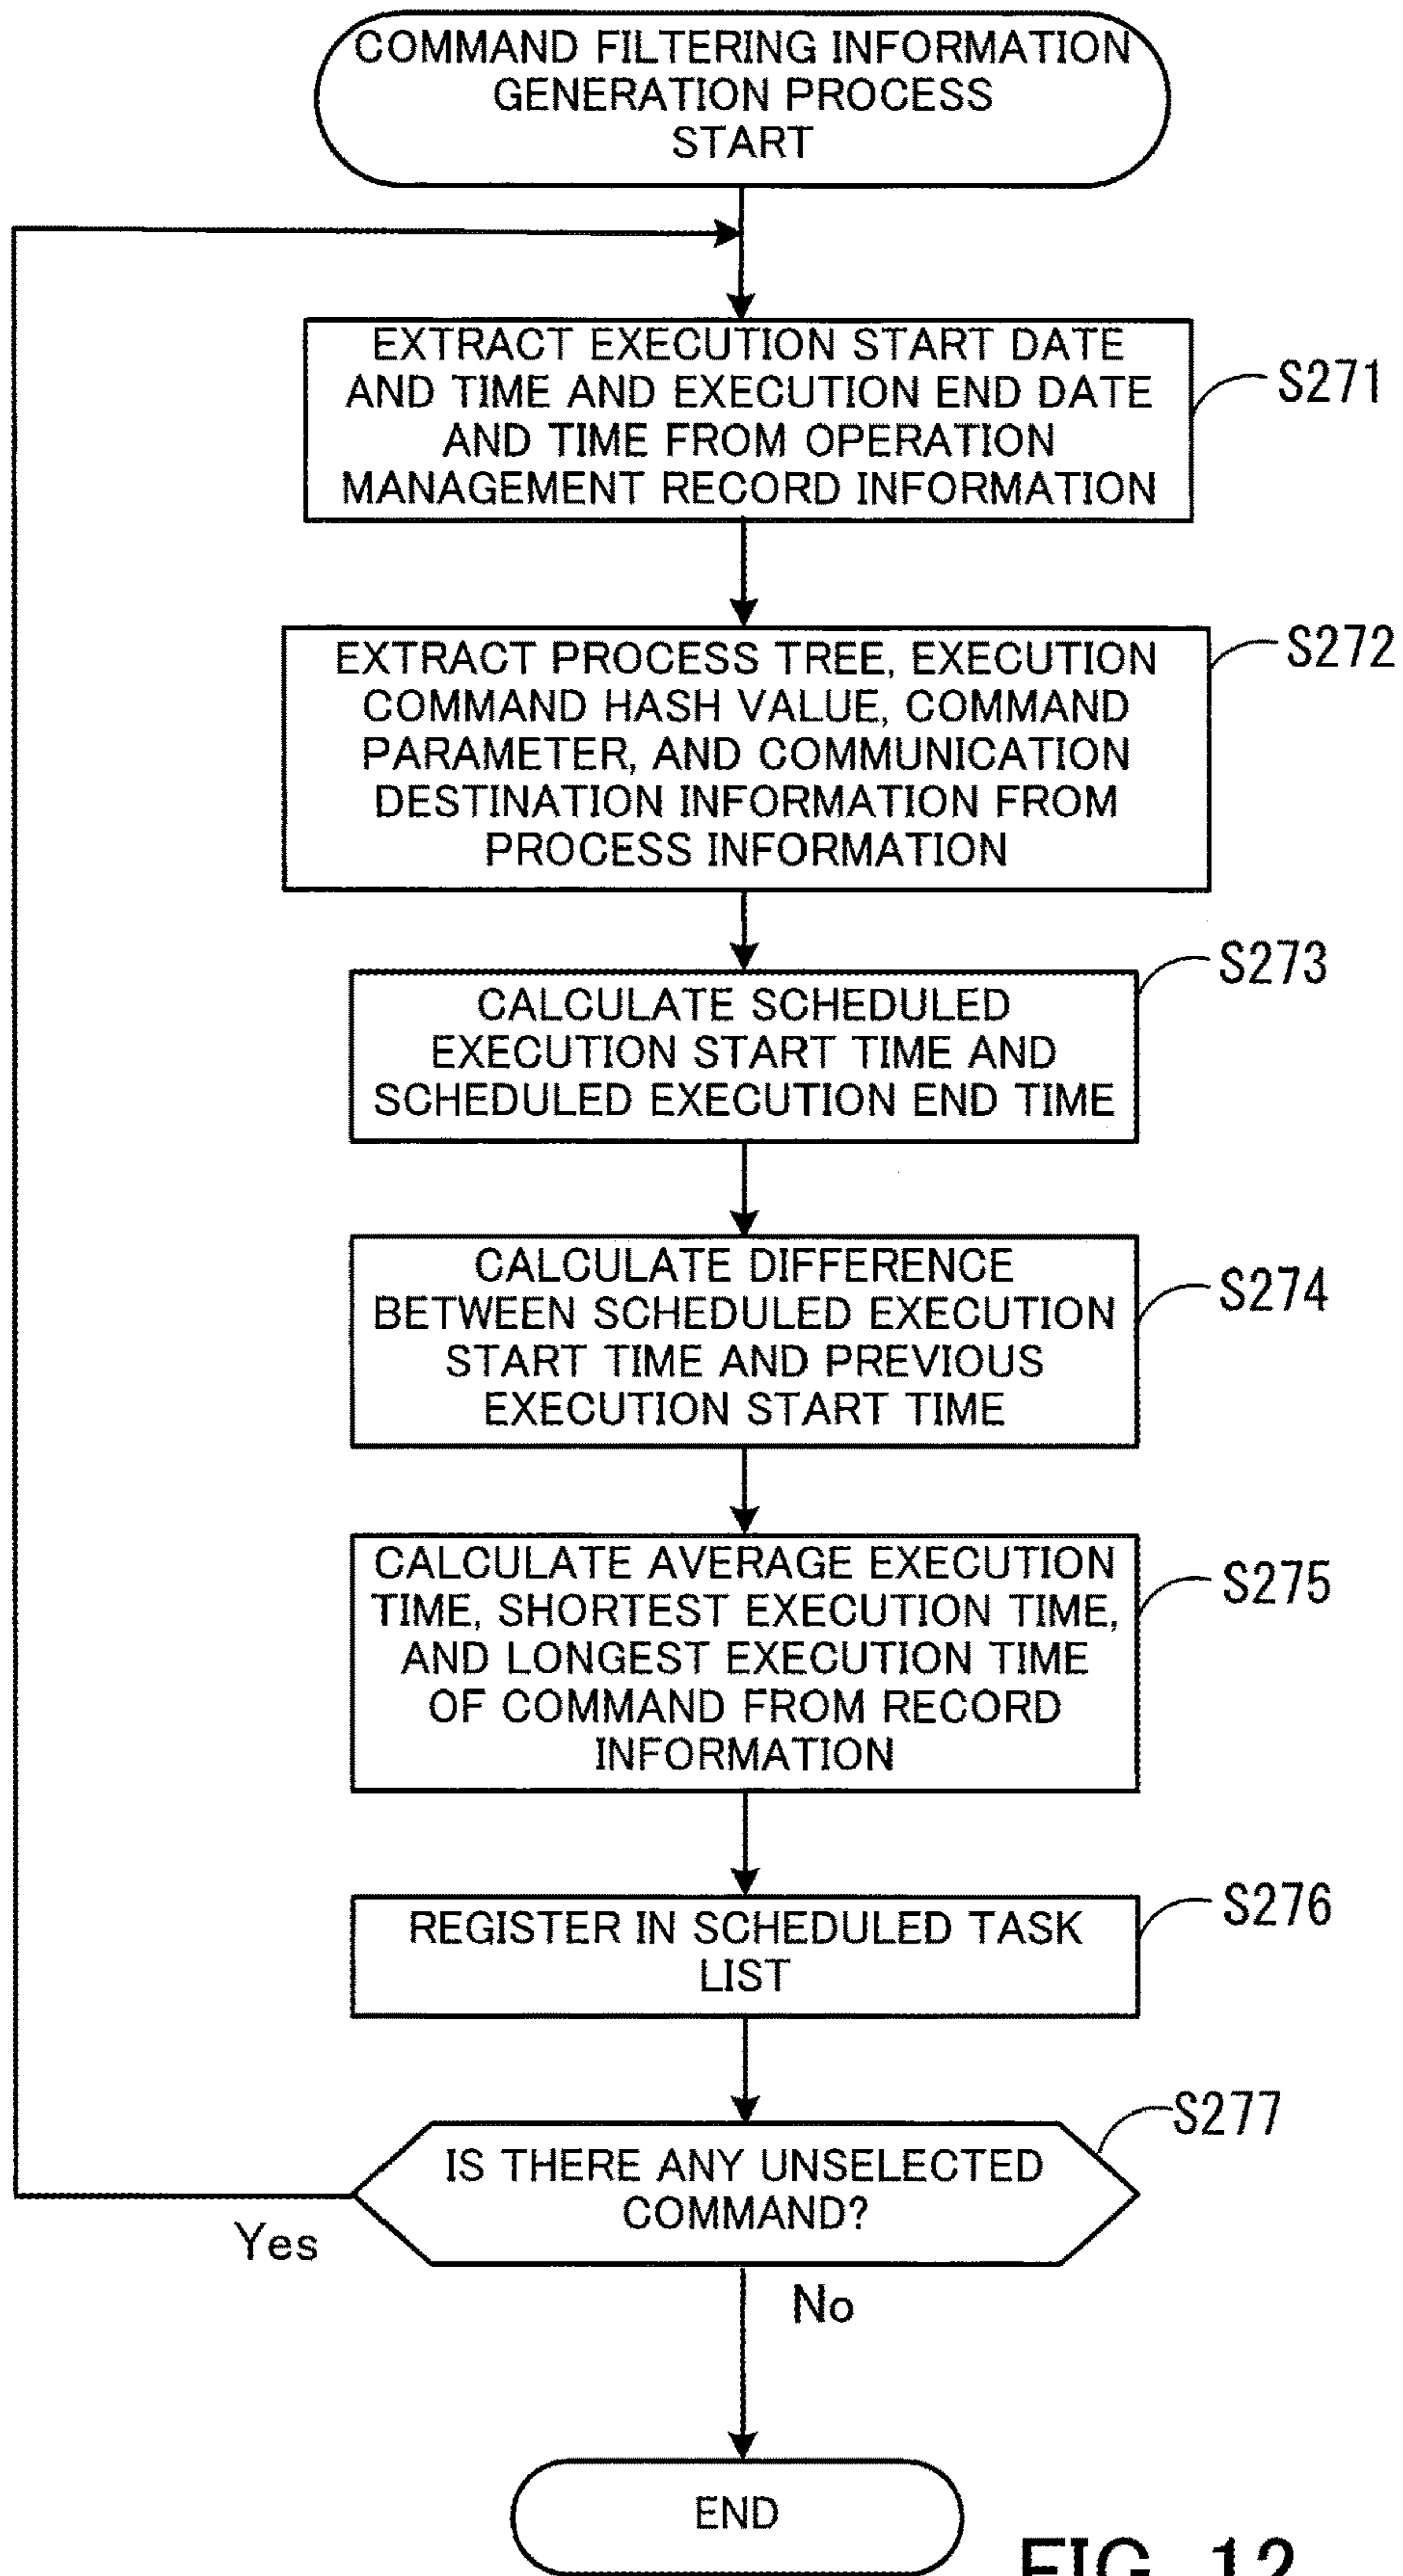 COMMAND FILTERING INFORMATION
GENERATION PROCESS
START
EXTRACT EXECUTION START DATE
AND TIME AND EXECUTION END DATE
AND TIME FROM OPERATION
MANAGEMENT RECORD INFORMATION
S271
EXTRACT PROCESS TREE, EXECUTION
COMMAND HASH VALUE, COMMAND
PARAMETER, AND COMMUNICATION
DESTINATION INFORMATION FROM
PROCESS INFORMATION
S272
CALCULATE SCHEDULED
EXECUTION START TIME AND
SCHEDULED EXECUTION END TIME
S273
CALCULATE DIFFERENCE
BETWEEN SCHEDULED EXECUTION
START TIME AND PREVIOUS
EXECUTION START TIME
S274
CALCULATE AVERAGE EXECUTION
TIME, SHORTEST EXECUTION TIME,
AND LONGEST EXECUTION TIME
OF COMMAND FROM RECORD
INFORMATION
S275
REGISTER IN SCHEDULED TASK
LIST
S276
IS THERE ANY UNSELECTED
COMMAND?
S277
Yes
No
END
FIG. 12